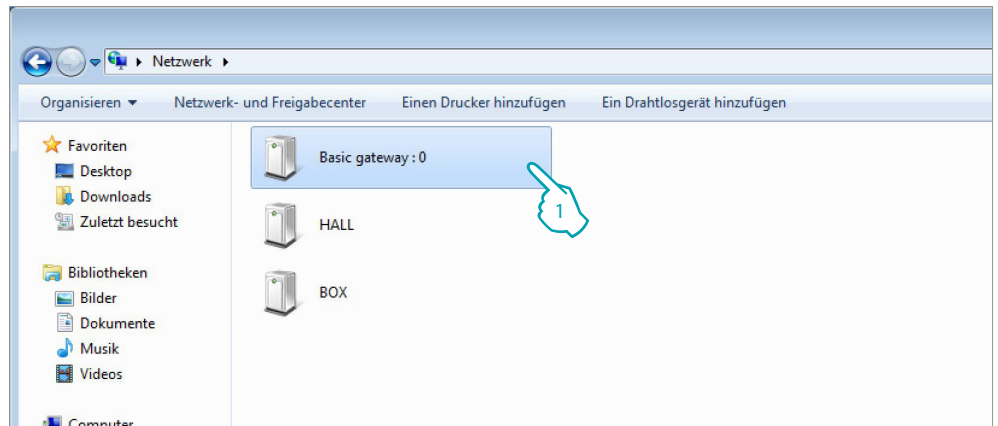 Netzwerk
Organisieren Netzwerk- und Freigabecenter Einen Drucker hinzufügen Ein Drahtlosgerät hinzufügen
Favoriten
Desktop
Downloads
Zuletzt besucht
Bibliotheken
Bilder
Dokumente
Musik
Videos
Computer
Basic gateway : 0
HALL
BOX
1